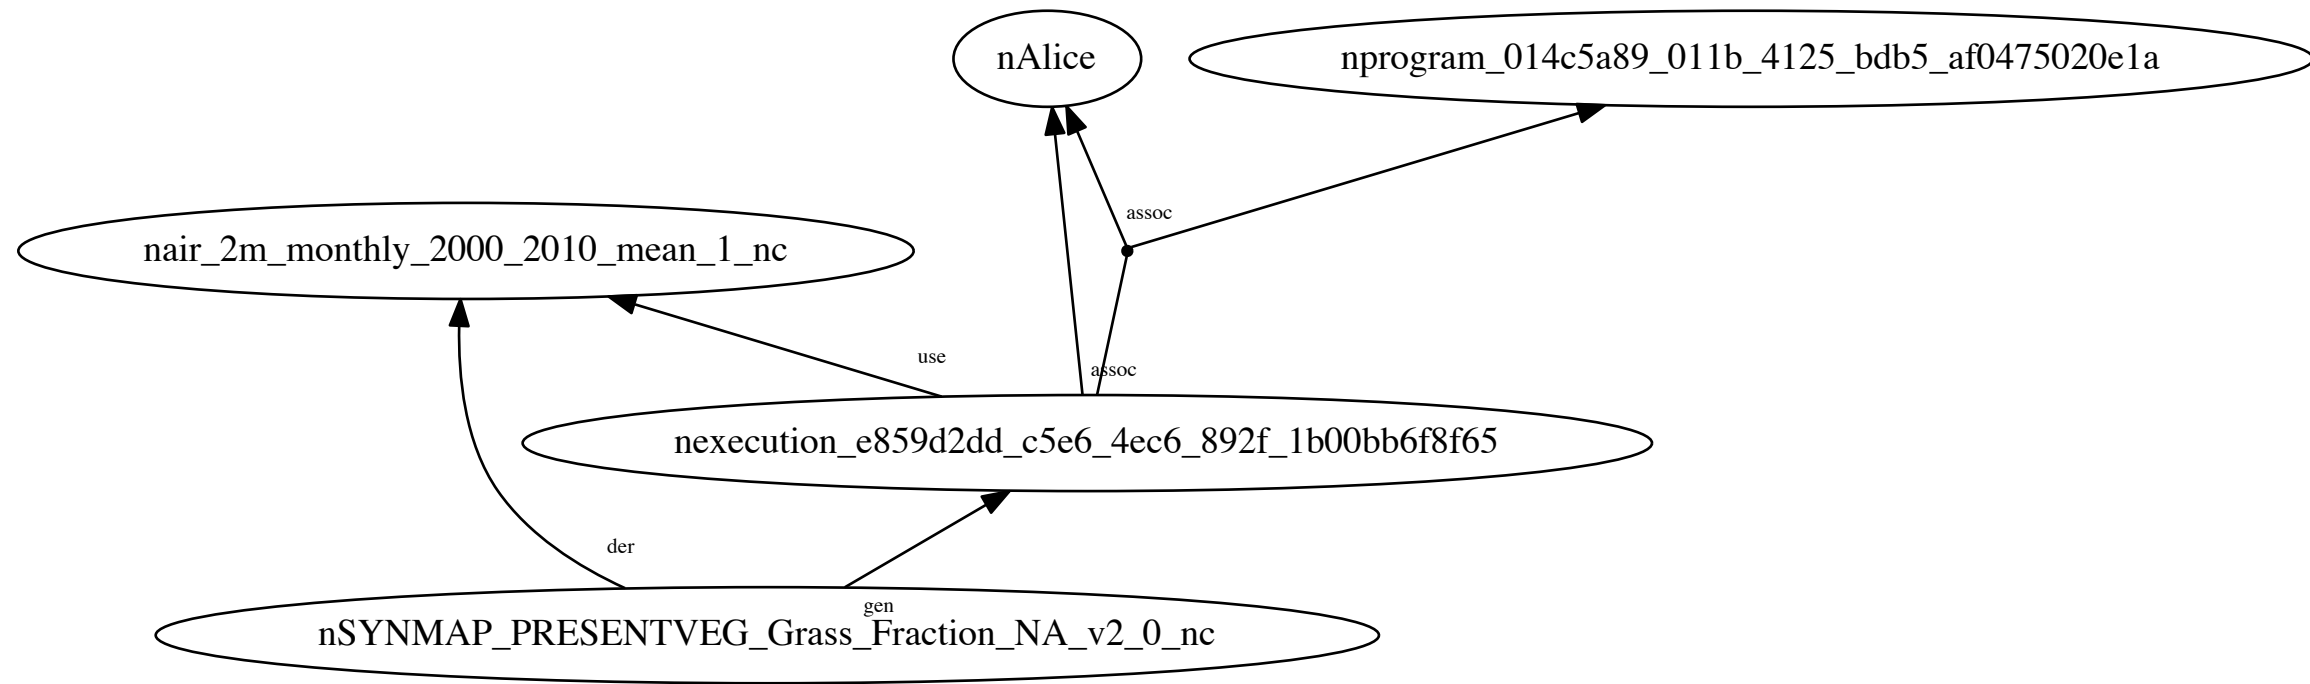 nAlice
nprogram_014c5a89_011b_4125_bdb5_af0475020e1a
assoc
nair_2m_monthly_2000_2010_mean_1_nc
use
assoc
nexecution_e859d2dd_c5e6_4ec6_892f_1b00bb6f8f65
der
gen
nSYNMAP_PRESENTVEG_Grass_Fraction_NA_v2_0_nc